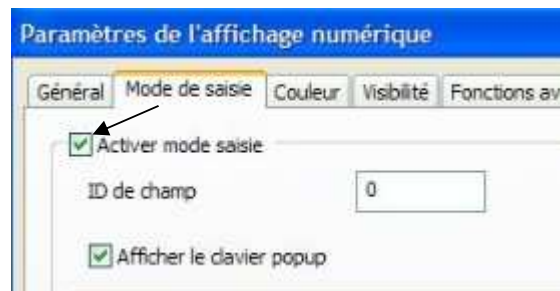 Paramètres de l'affichage numérique
Général Mode de saisie Couleur Visibilité Fonctions av
Activer mode saisie
ID de champ 0
Afficher le clavier popup